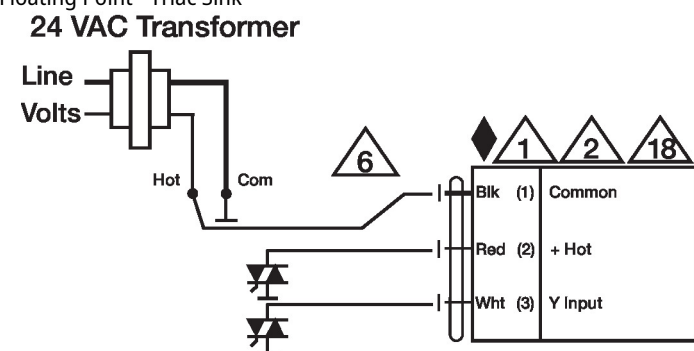 Floating Point - Triac Sink
24 VAC Transformer
Line
Volts
Hot
Com
6
1
2
18
Blk (1) Common
Red (2) + Hot
Wht (3) Y Input